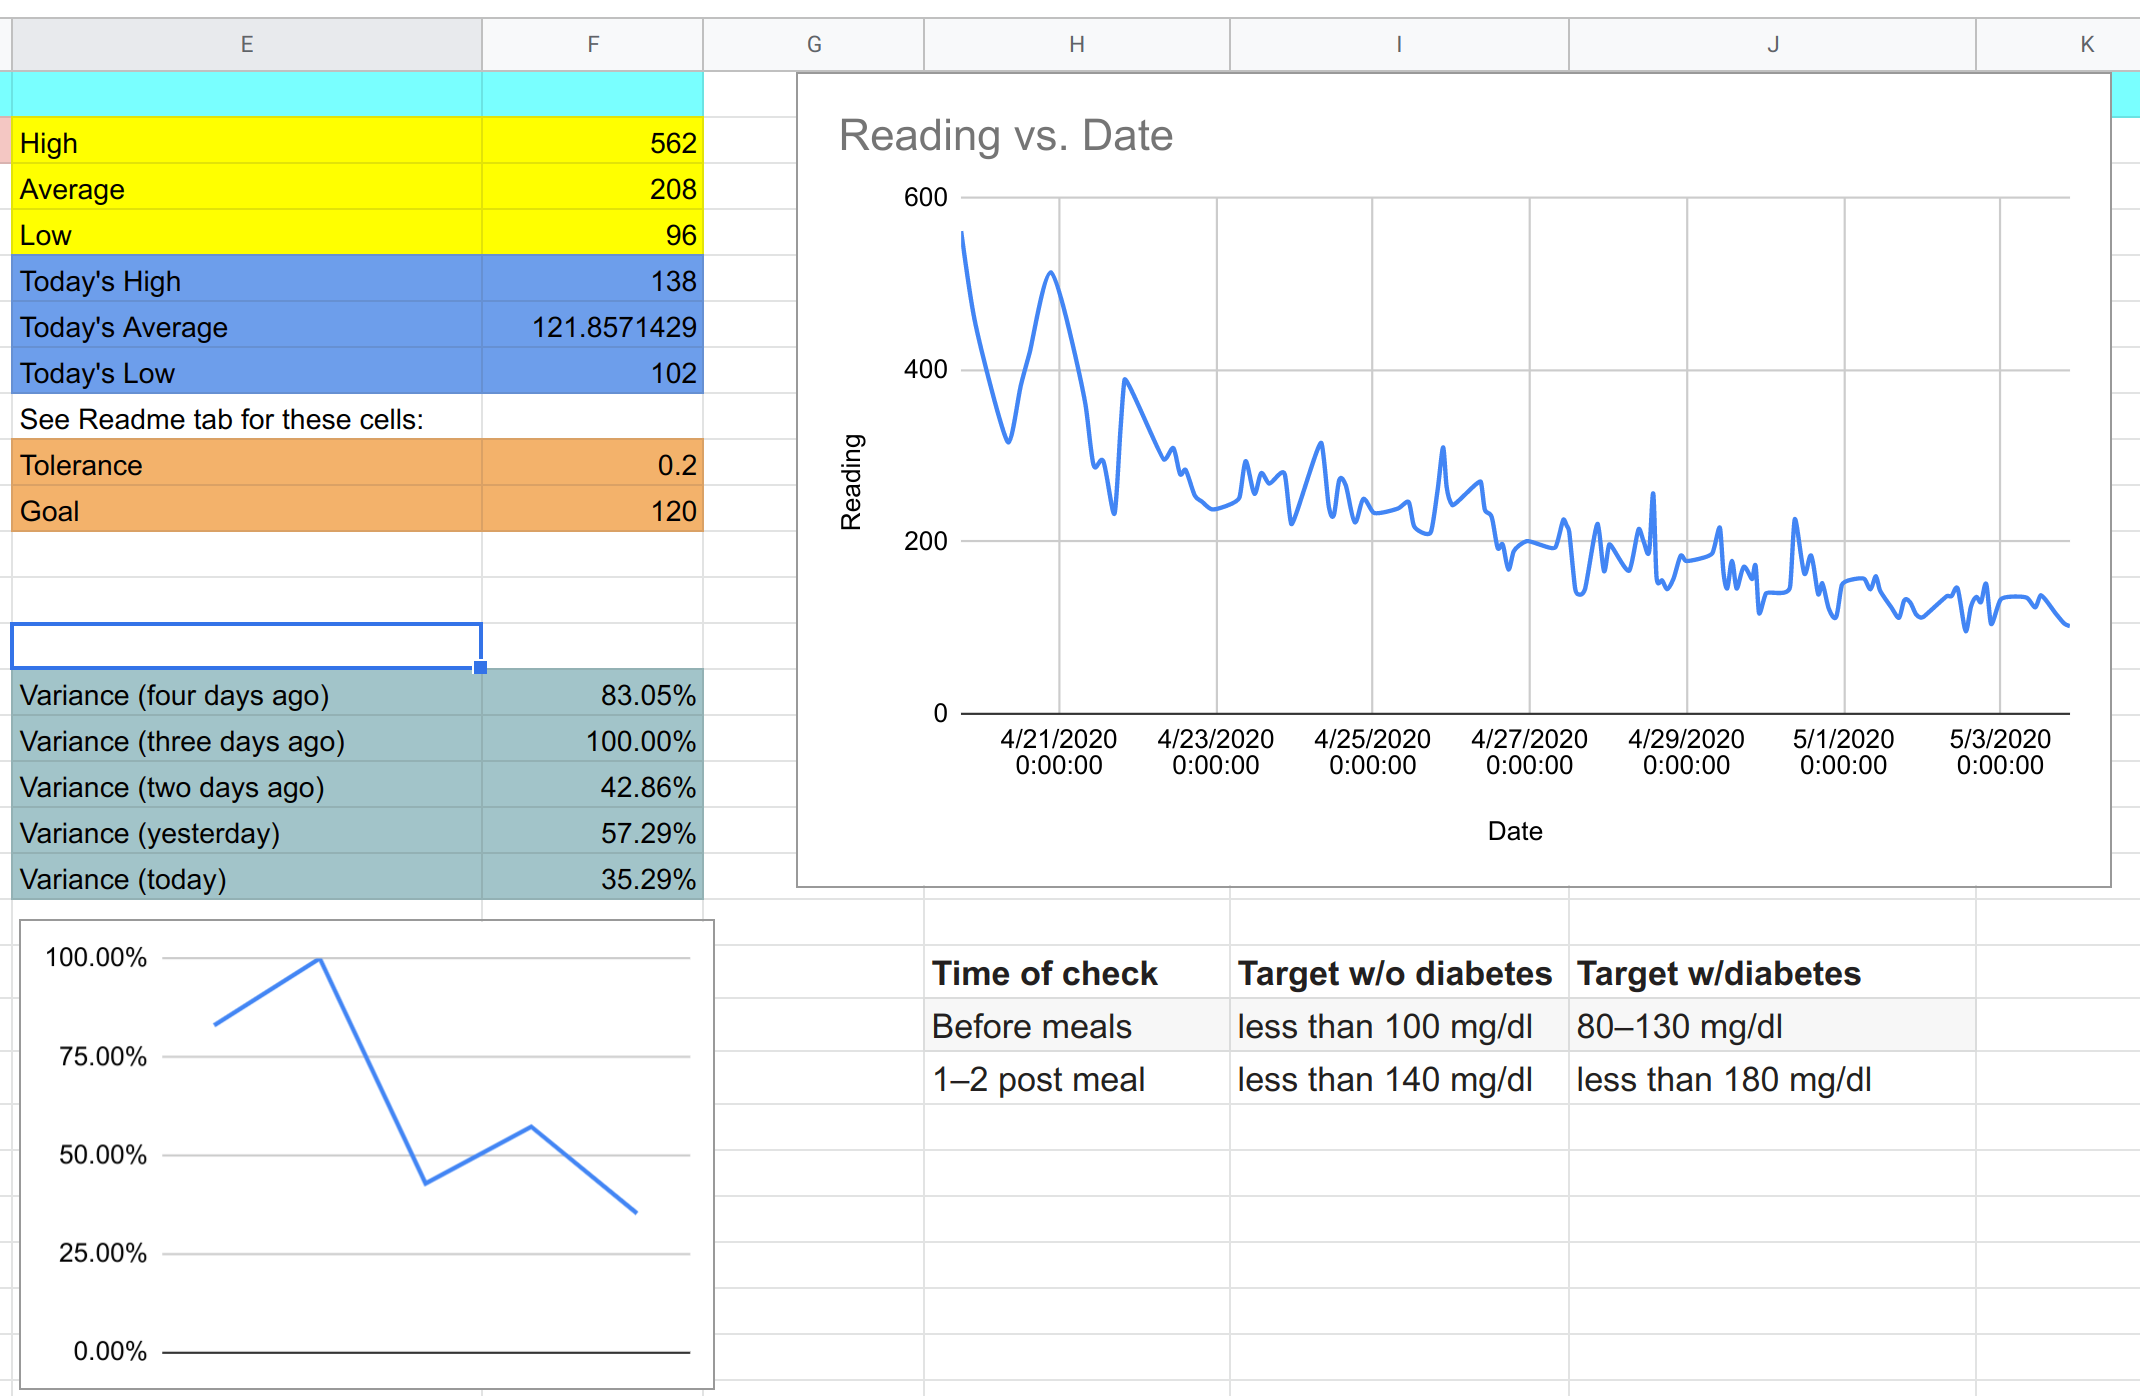 E F G H I J K
High 562
Average 208
Low 96
Today's High 138
Today's Average 121.8571429
Today's Low 102
See Readme tab for these cells:
Tolerance 0.2
Goal 120
Variance (four days ago) 83.05%
Variance (three days ago) 100.00%
Variance (two days ago) 42.86%
Variance (yesterday) 57.29%
Variance (today) 35.29%
100.00%
75.00%
50.00%
25.00%
0.00%
Reading vs. Date
Reading
600
400
200
0
4/21/2020 4/23/2020 4/25/2020 4/27/2020 4/29/2020 5/1/2020 5/3/2020
0:00:00 0:00:00 0:00:00 0:00:00 0:00:00 0:00:00 0:00:00
Date
Time of check Target w/o diabetes Target w/diabetes
Before meals less than 100 mg/dl 80–130 mg/dl
1–2 post meal less than 140 mg/dl less than 180 mg/dl